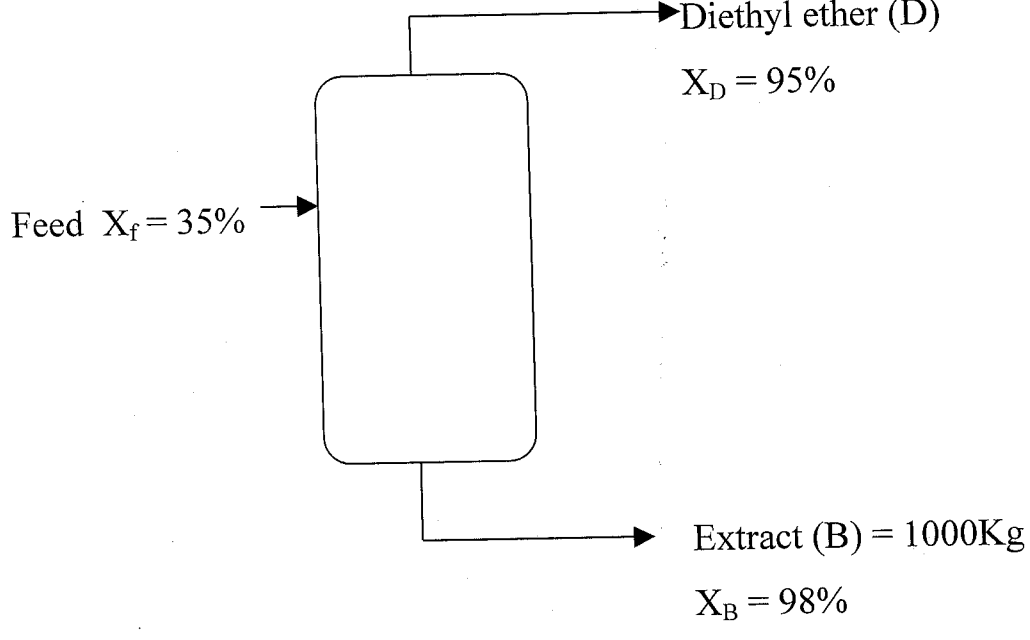 Diethyl ether (D)
X_D = 95%
Feed X_f = 35%
Extract (B) = 1000Kg
X_B = 98%